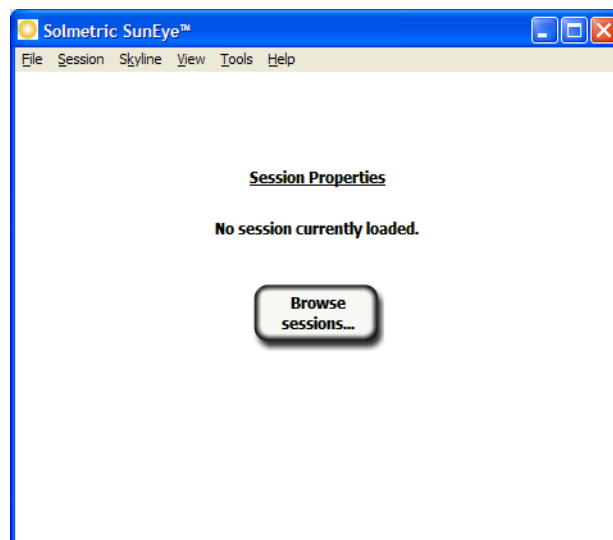 Solmetric SunEye™
File Session Skyline View Tools Help
Session Properties
No session currently loaded.
Browse
sessions...